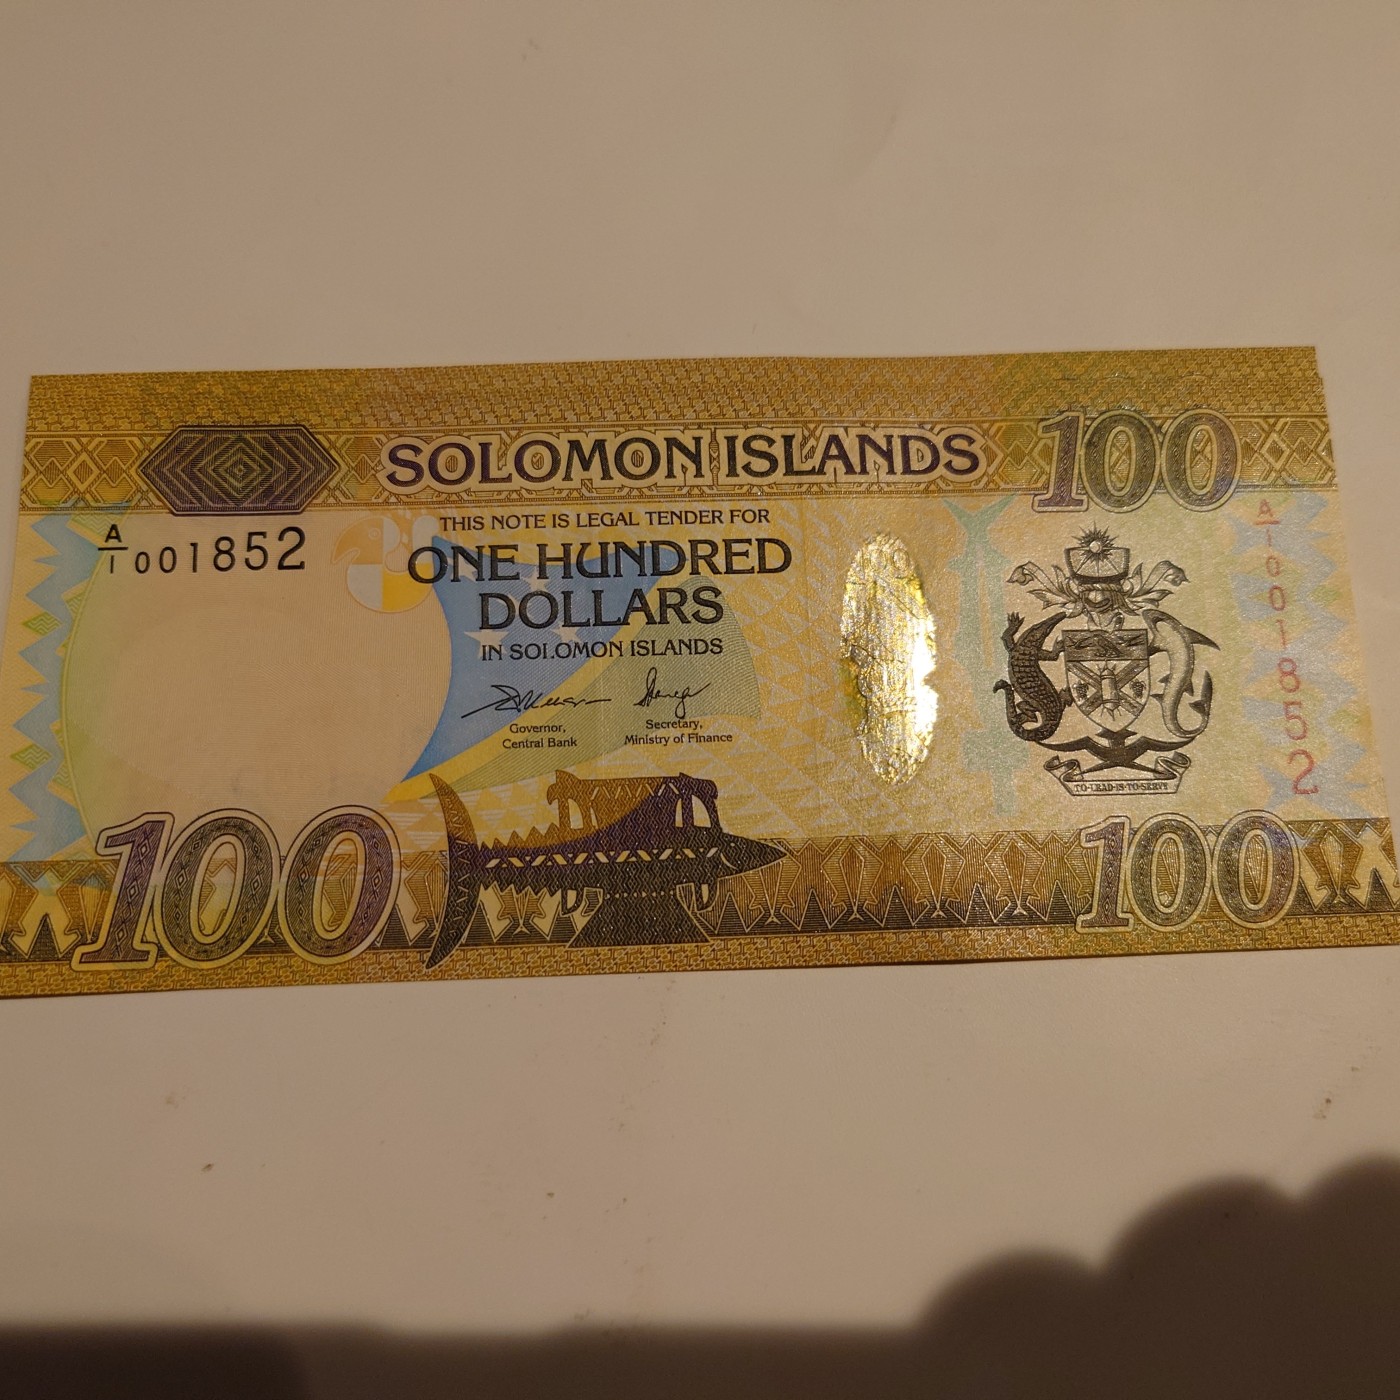 SOLOMON ISLANDS
100
A/1 001852
THIS NOTE IS LEGAL TENDER FOR
ONE HUNDRED
DOLLARS
IN SOLOMON ISLANDS
Governor,
Central Bank
Secretary,
Ministry of Finance
A/1 001852
TO·LEAD·IS·TO·SERVE
100
100